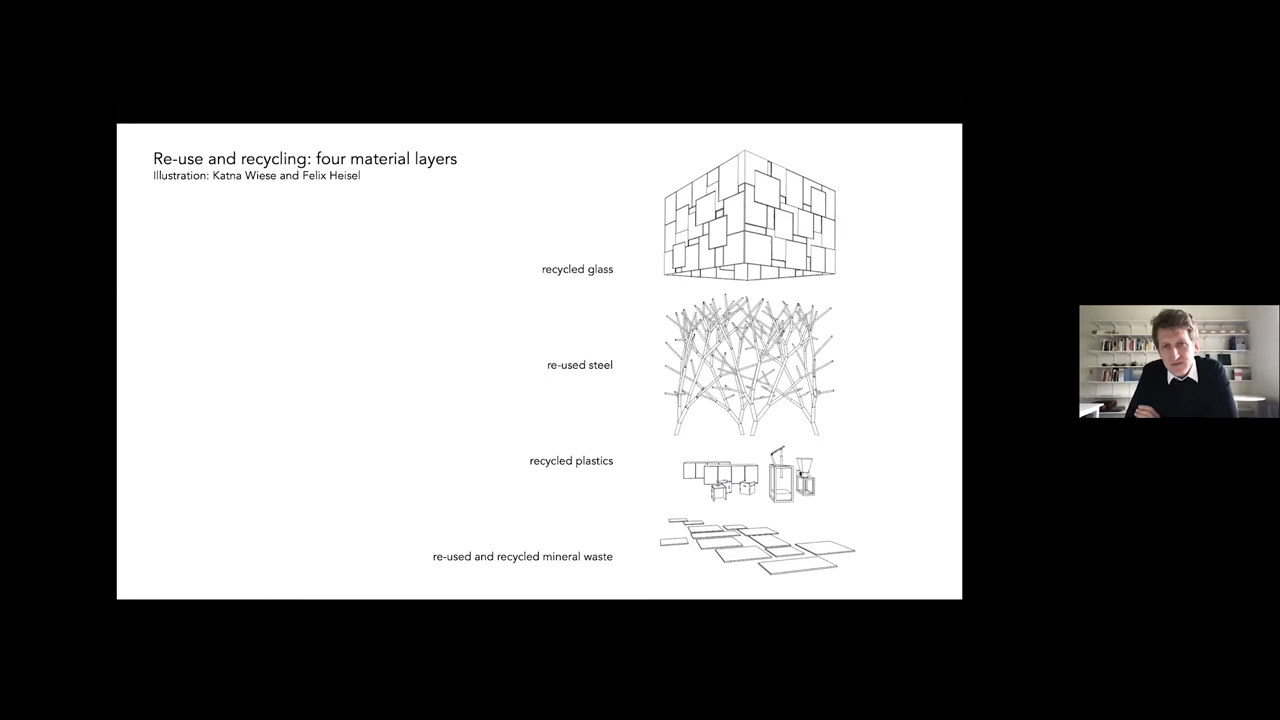 Re-use and recycling: four material layers
Illustration: Katna Wiese and Felix Heisel
recycled glass
re-used steel
recycled plastics
re-used and recycled mineral waste